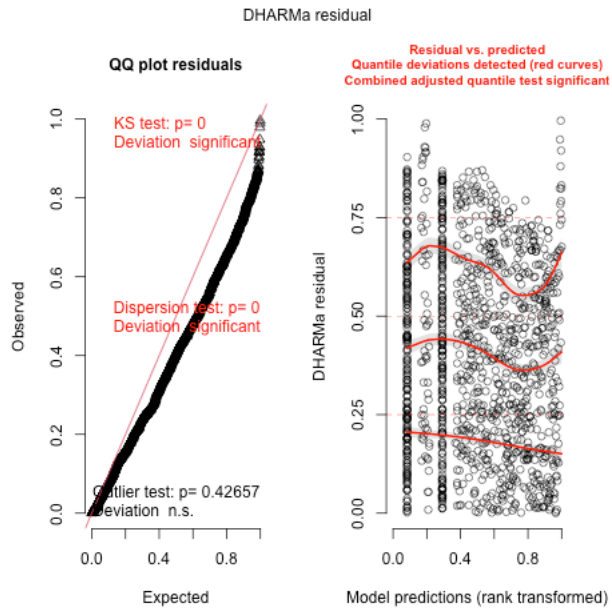 DHARMa residual
QQ plot residuals
KS test: p= 0
Deviation significant
Dispersion test: p= 0
Deviation significant
Outlier test: p= 0.42657
Deviation n.s.
Observed
0.0
0.2
0.4
0.6
0.8
1.0
0.0
0.4
0.8
Expected
Residual vs. predicted
Quantile deviations detected (red curves)
Combined adjusted quantile test significant
DHARMa residual
0.00
0.25
0.50
0.75
1.00
0.0
0.4
0.8
Model predictions (rank transformed)